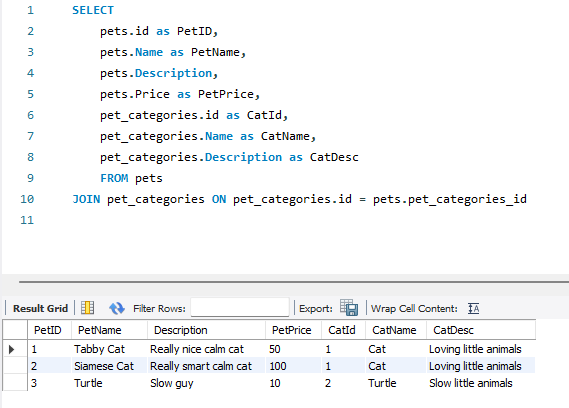 1 SELECT
2 pets.id as PetID,
3 pets.Name as PetName,
4 pets.Description,
5 pets.Price as PetPrice,
6 pet_categories.id as CatId,
7 pet_categories.Name as CatName,
8 pet_categories.Description as CatDesc
9 FROM pets
10 JOIN pet_categories ON pet_categories.id = pets.pet_categories_id
11
Result Grid Filter Rows: Export: Wrap Cell Content: IA
PetID PetName Description PetPrice CatId CatName CatDesc
1 Tabby Cat Really nice calm cat 50 1 Cat Loving little animals
2 Siamese Cat Really smart calm cat 100 1 Cat Loving little animals
3 Turtle Slow guy 10 2 Turtle Slow little animals